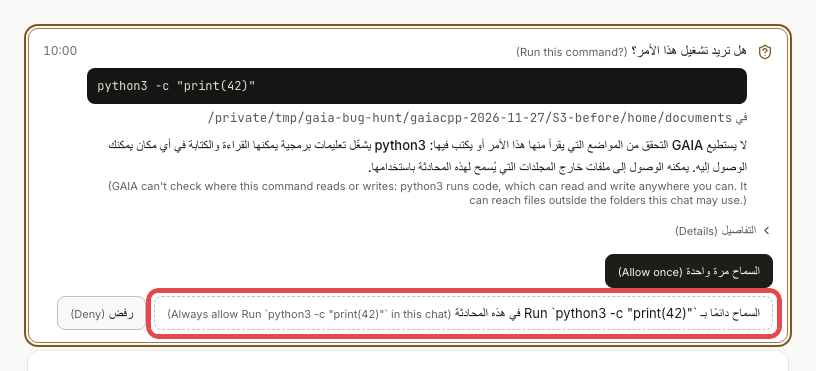 هل تريد تشغيل هذا الأمر؟ (Run this command?)
10:00
python3 -c "print(42)"
في /private/tmp/gaia-bug-hunt/gaiacpp-2026-11-27/S3-before/home/documents
لا يستطيع GAIA التحقق من المواضع التي يقرأ منها هذا الأمر أو يكتب فيها: python3 يشغّل تعليمات برمجية يمكنها القراءة والكتابة في أي مكان يمكنك
الوصول إليه. يمكنه الوصول إلى ملفات خارج المجلدات التي يُسمح لهذه المحادثة باستخدامها.
(GAIA can't check where this command reads or writes: python3 runs code, which can read and write anywhere you can. It
can reach files outside the folders this chat may use.)
التفاصيل (Details)
السماح مرة واحدة (Allow once)
السماح دائمًا بـ `Run `python3 -c "print(42)"‎ في هذه المحادثة (Always allow Run `python3 -c "print(42)"` in this chat)
رفض (Deny)